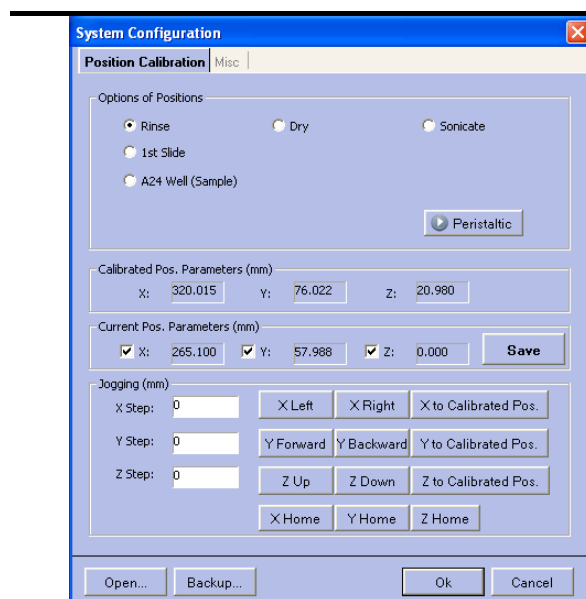 System Configuration
Position Calibration Misc
Options of Positions
Rinse Dry Sonicate
1st Slide
A24 Well (Sample)
Peristaltic
Calibrated Pos. Parameters (mm)
X: 320.015 Y: 76.022 Z: 20.980
Current Pos. Parameters (mm)
X: 265.100 Y: 57.988 Z: 0.000 Save
Jogging (mm)
X Step: 0 X Left X Right X to Calibrated Pos.
Y Step: 0 Y Forward Y Backward Y to Calibrated Pos.
Z Step: 0 Z Up Z Down Z to Calibrated Pos.
X Home Y Home Z Home
Open... Backup... Ok Cancel